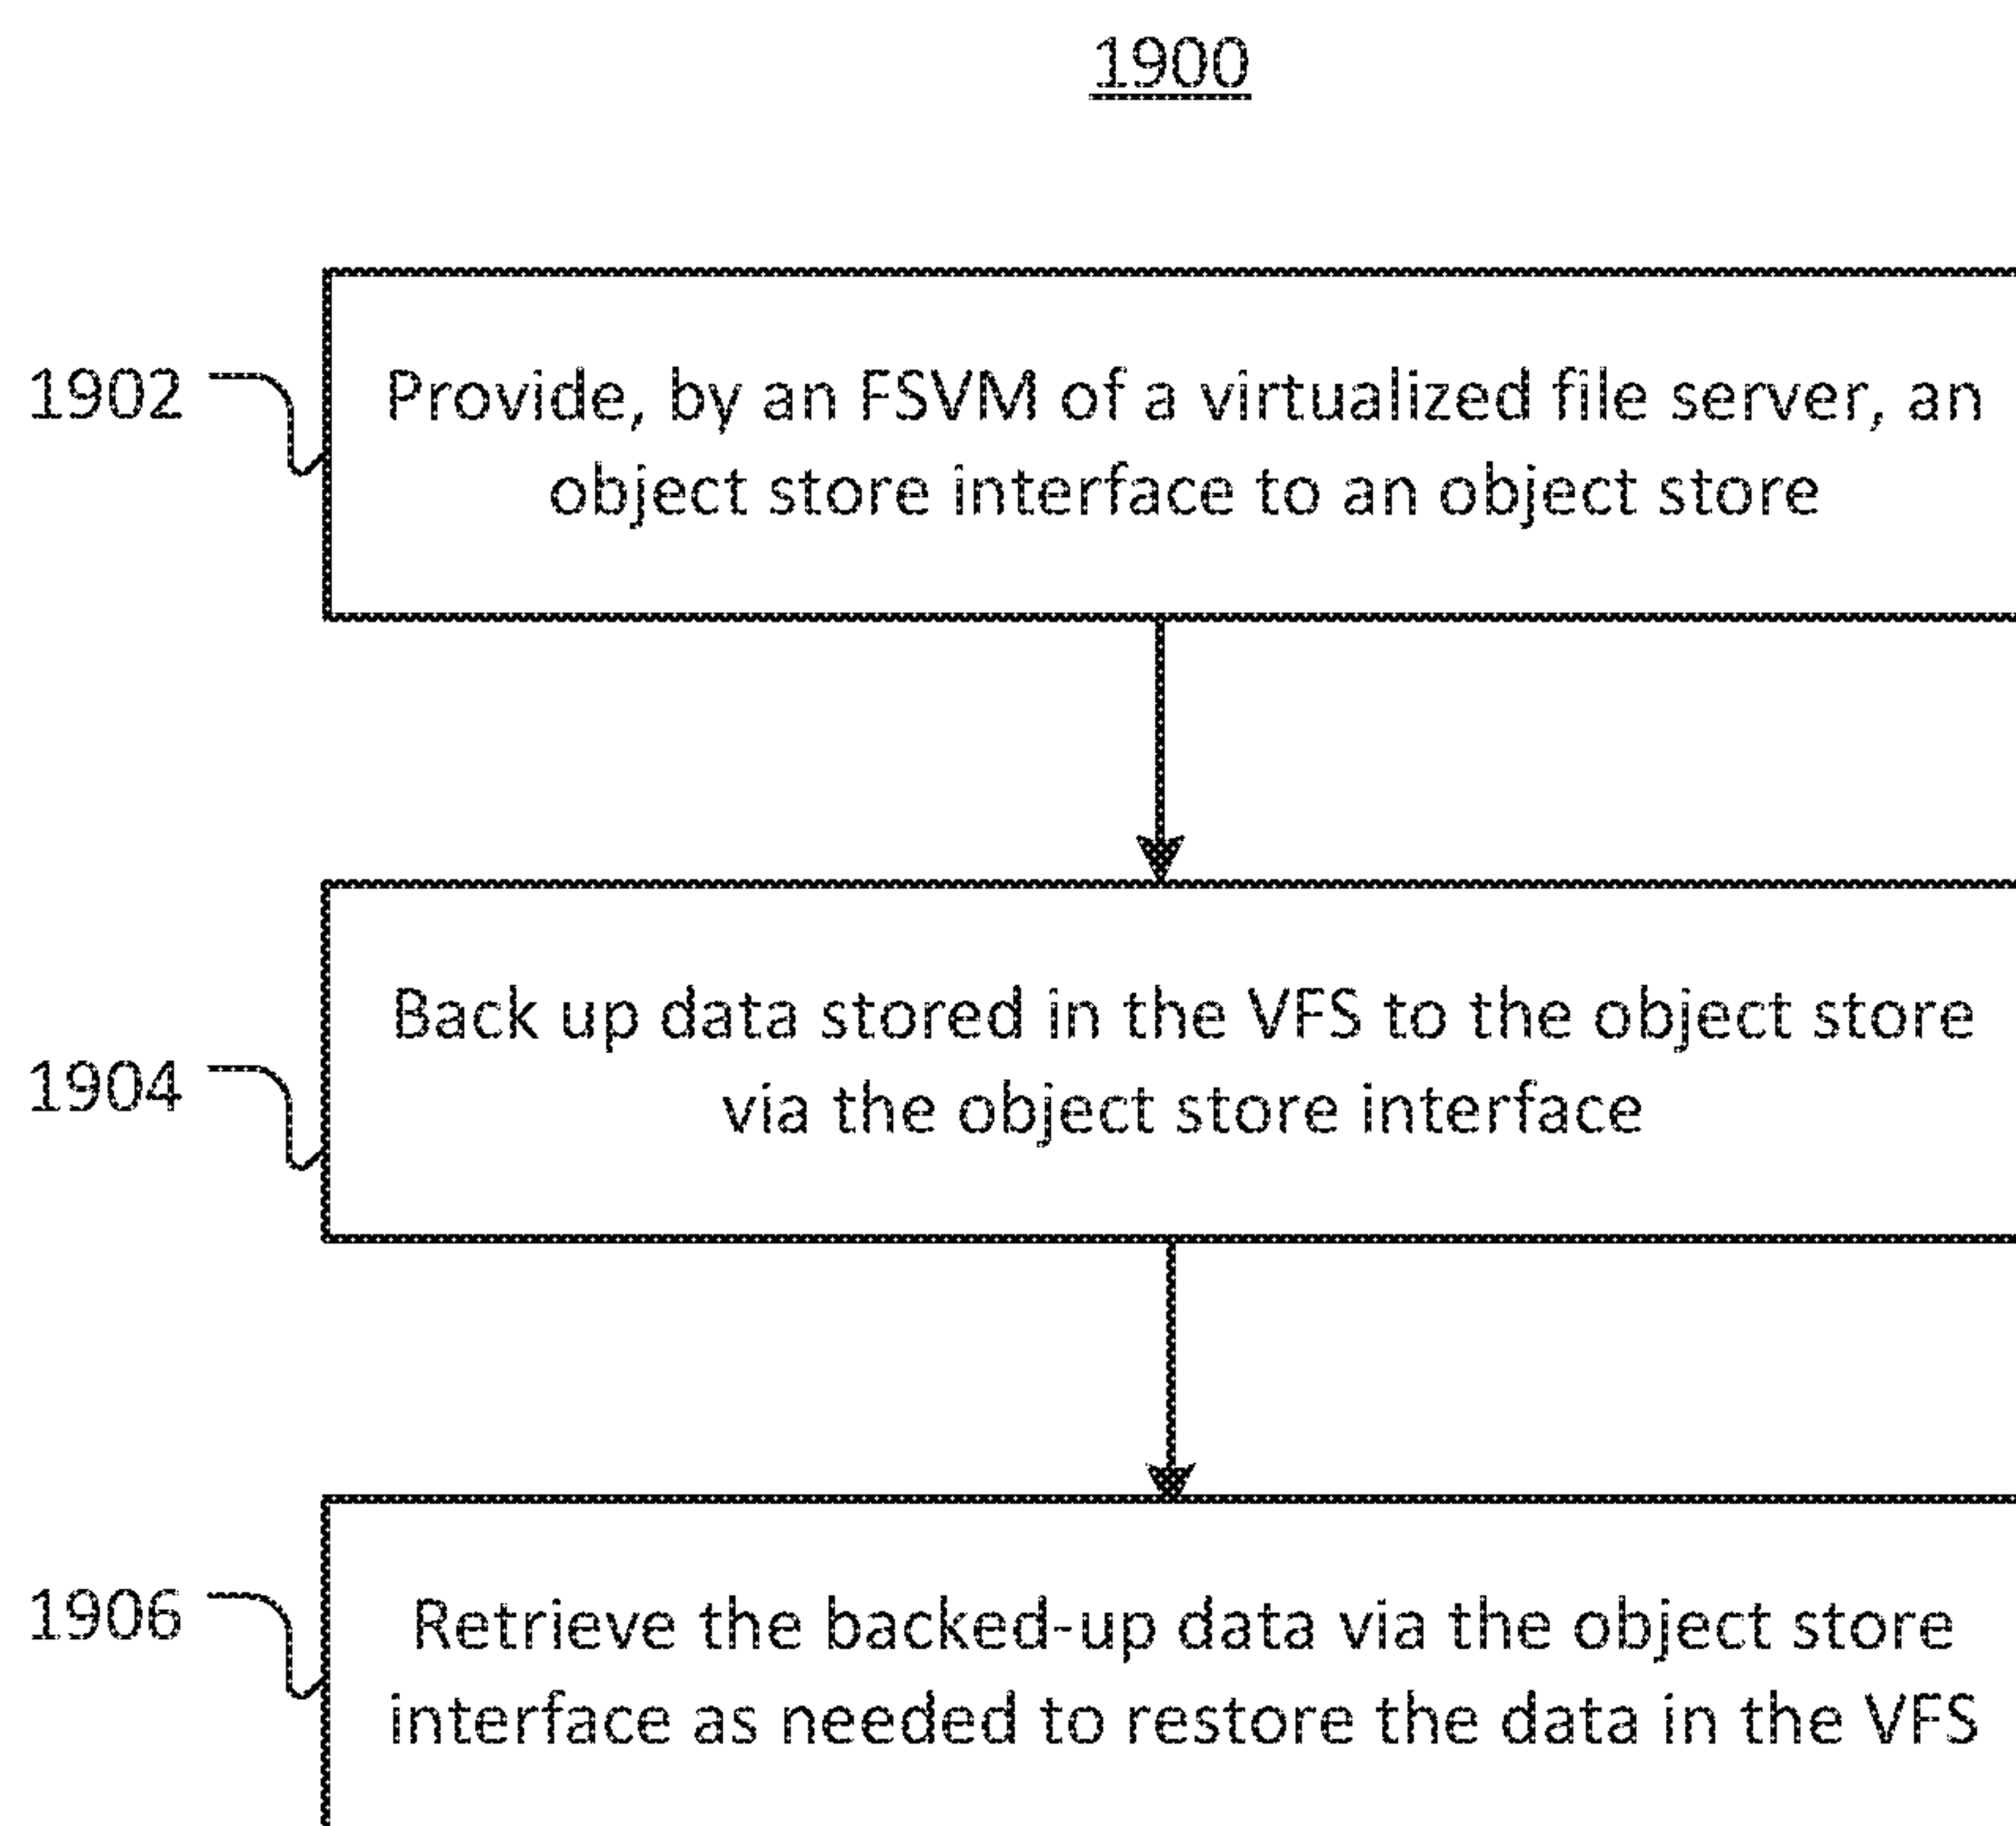 1900
1902
Provide, by an FSVM of a virtualized file server, an
object store interface to an object store
1904
Back up data stored in the VFS to the object store
via the object store interface
1906
Retrieve the backed-up data via the object store
interface as needed to restore the data in the VFS